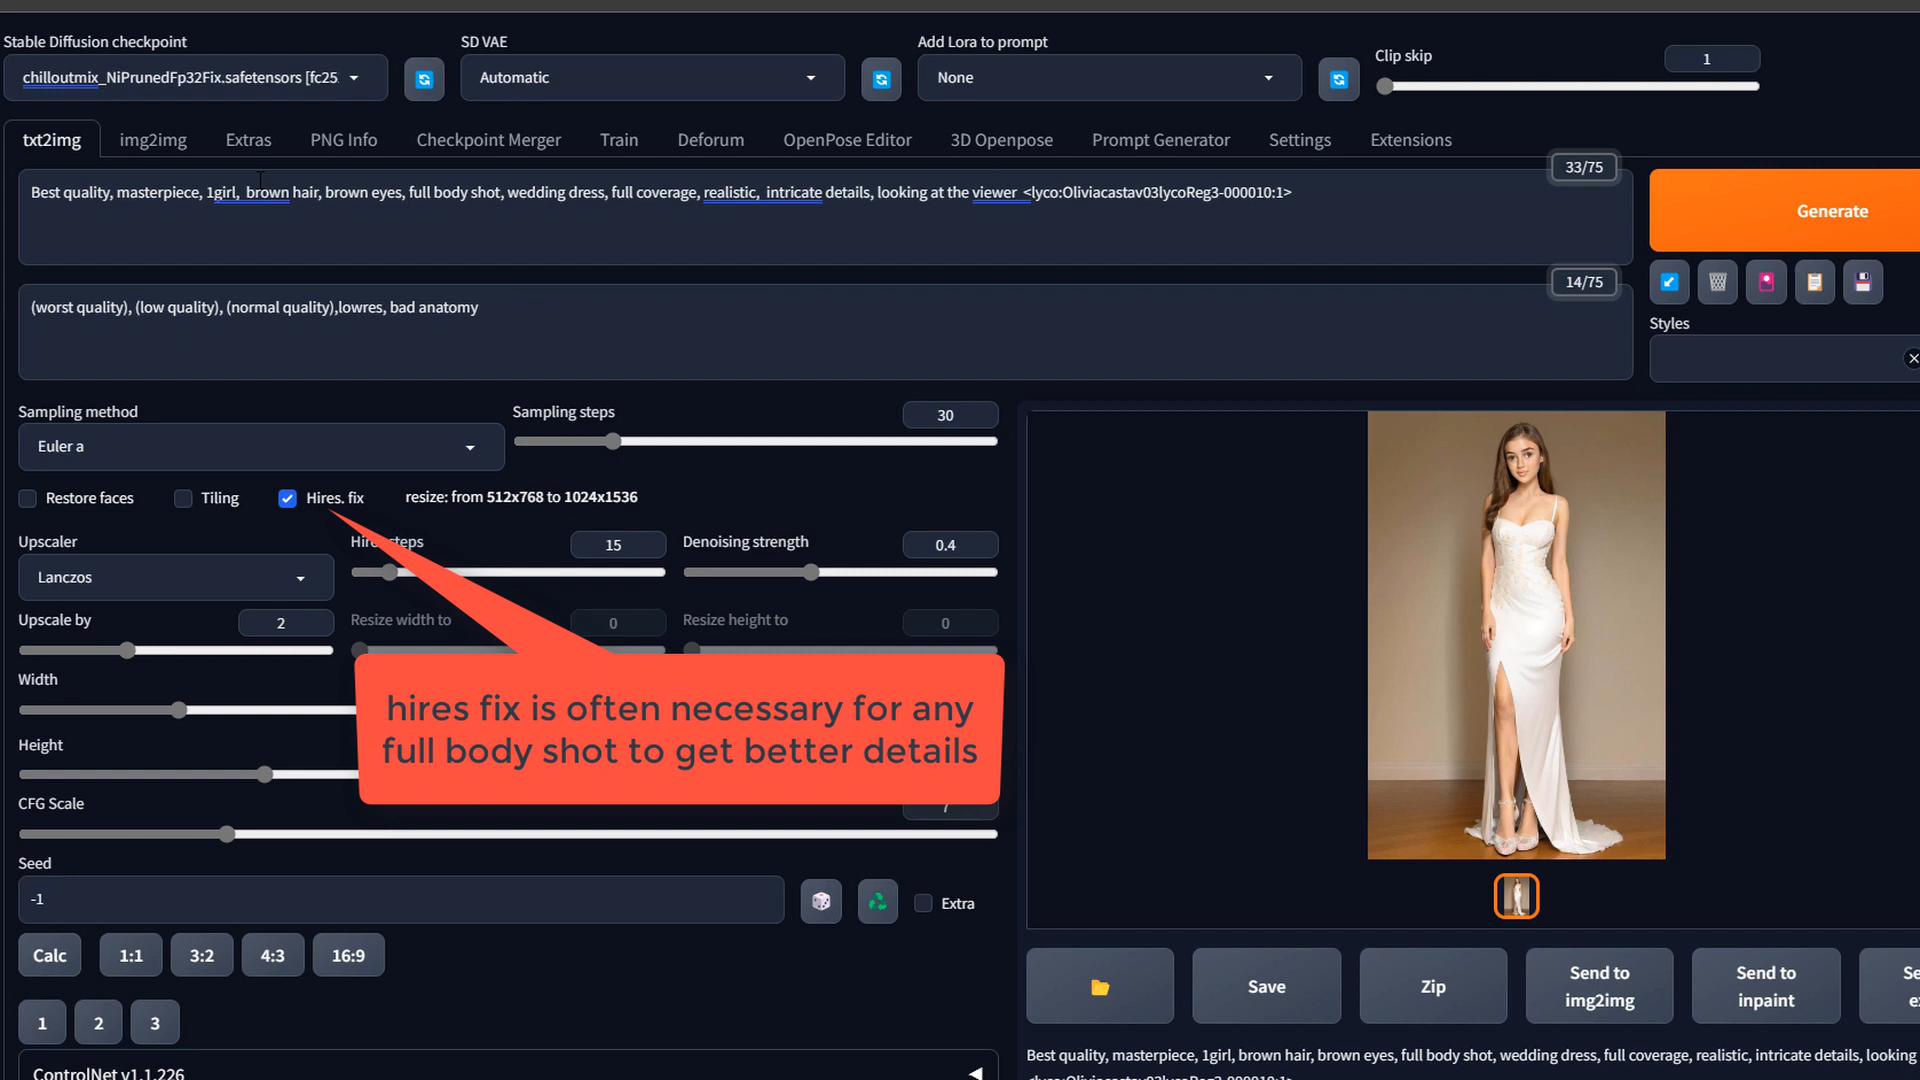 Stable Diffusion checkpoint
SD VAE
Add Lora to prompt
Clip skip
1
chilloutmix_NiPrunedFp32Fix.safetensors [fc25
Automatic
None
txt2img
img2img
Extras
PNG Info
Checkpoint Merger
Train
Deforum
OpenPose Editor
3D Openpose
Prompt Generator
Settings
Extensions
33/75
Best quality, masterpiece, 1girl, brown hair, brown eyes, full body shot, wedding dress, full coverage, realistic, intricate details, looking at the viewer <lyco:Oliviacastav03lycoReg3-000010:1>
Generate
14/75
(worst quality), (low quality), (normal quality),lowres, bad anatomy
Styles
Sampling method
Euler a
Sampling steps
30
Restore faces
Tiling
Hires. fix
resize: from 512x768 to 1024x1536
Upscaler
Lanczos
steps
15
Denoising strength
0.4
Upscale by
2
Resize width to
0
Resize height to
0
Width
Height
hires fix is often necessary for any
full body shot to get better details
CFG Scale
7
Seed
-1
Extra
Calc
1:1
3:2
4:3
16:9
1
2
3
ControlNet v1.1.226
Save
Zip
Send to
img2img
Send to
inpaint
Best quality, masterpiece, 1girl, brown hair, brown eyes, full body shot, wedding dress, full coverage, realistic, intricate details, looking
<lyco:Oliviacastav03lycoReg3-000010:1>